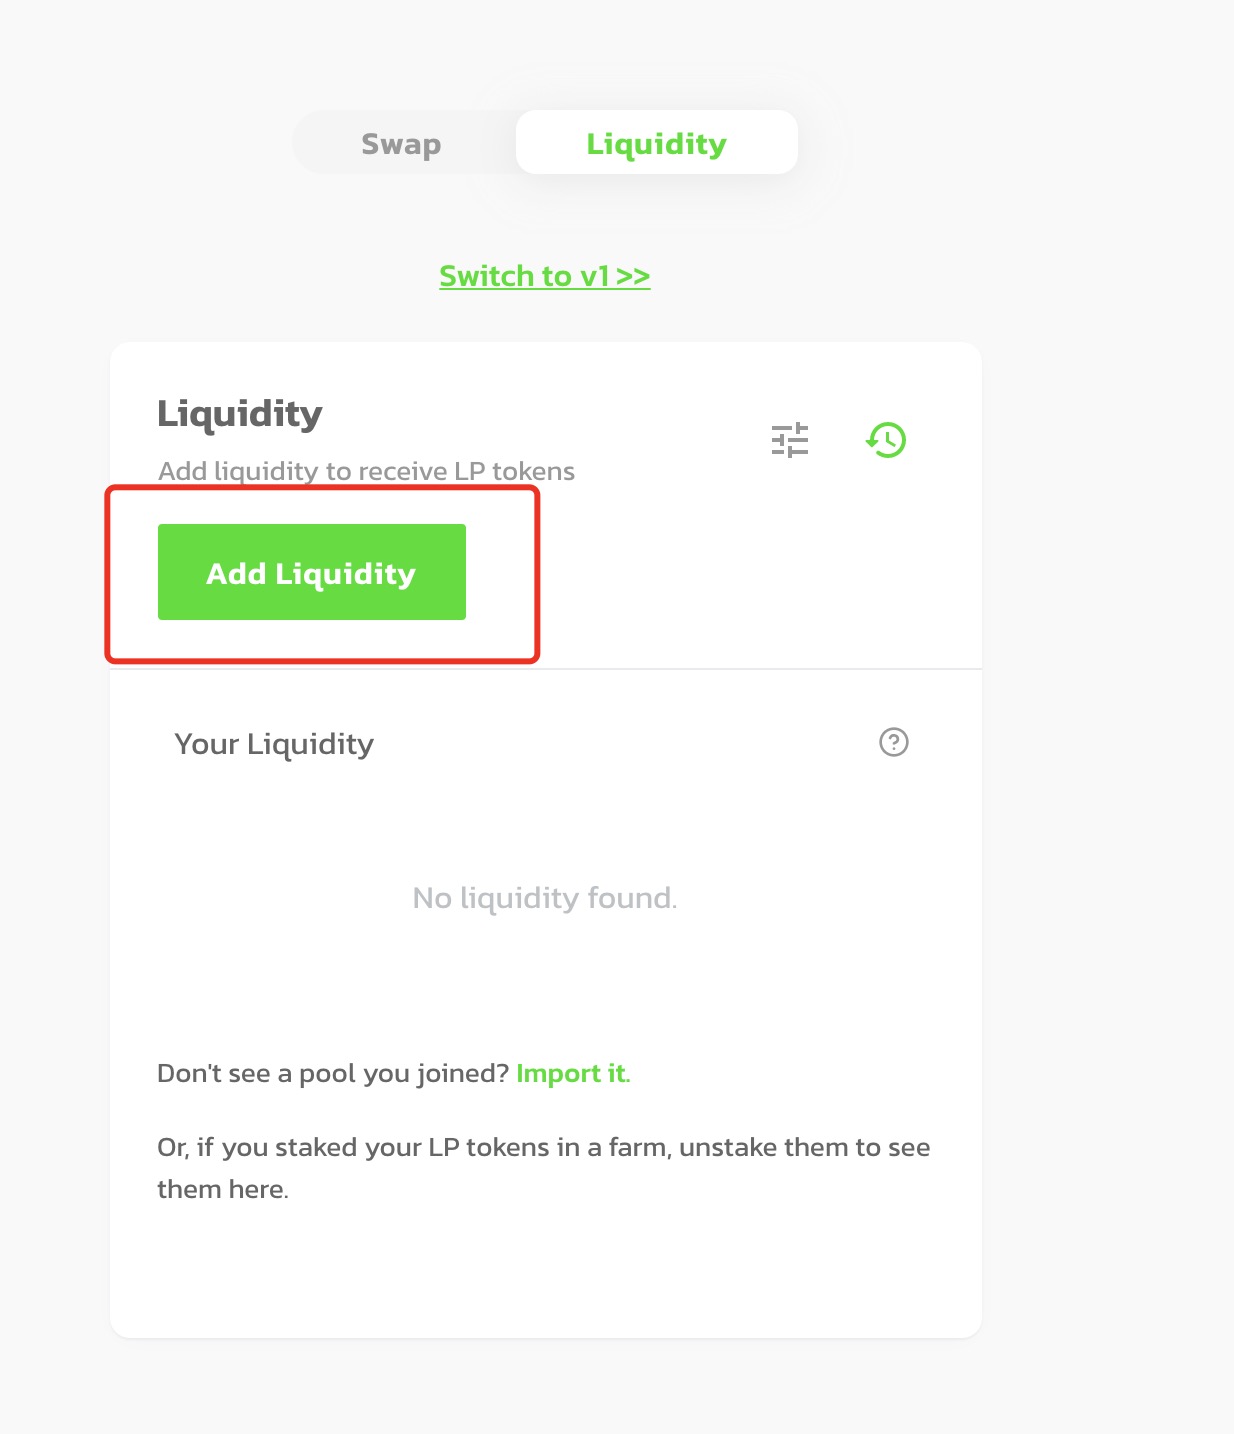 Swap
Liquidity
Switch to v1 >>
Liquidity
Add liquidity to receive LP tokens
Add Liquidity
Your Liquidity
No liquidity found.
Don't see a pool you joined? Import it.
Or, if you staked your LP tokens in a farm, unstake them to see
them here.